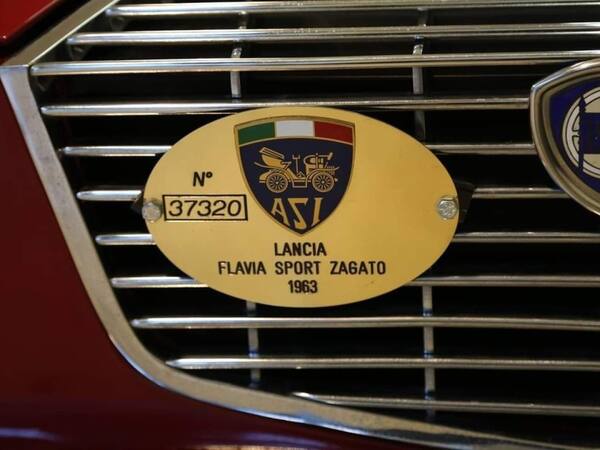 N°
37320
ASI
LANCIA
FLAVIA SPORT ZAGATO
1963